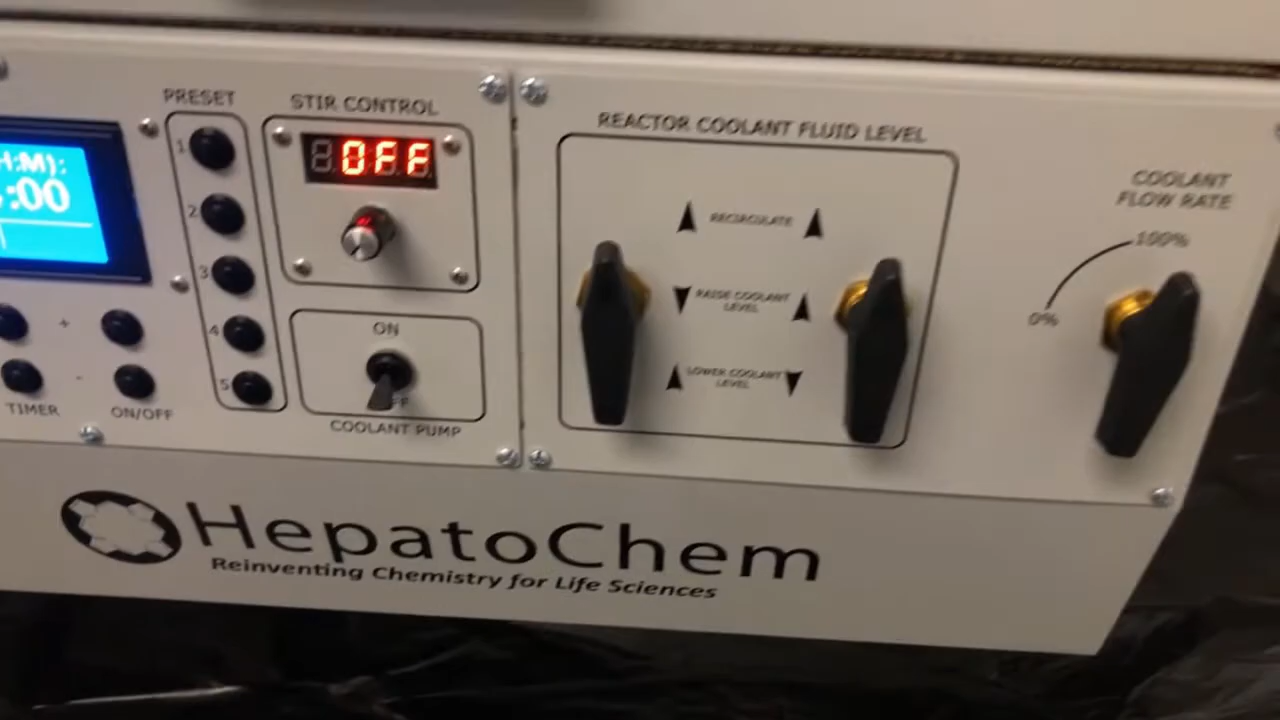 PRESET
1
2
3
4
5
H:M):
:00
+
-
TIMER
ON/OFF
STIR CONTROL
OFF
ON
COOLANT PUMP
REACTOR COOLANT FLUID LEVEL
RECIRCULATE
RAISE COOLANT
LEVEL
LOWER COOLANT
LEVEL
COOLANT
FLOW RATE
100%
0%
HepatoChem
Reinventing Chemistry for Life Sciences